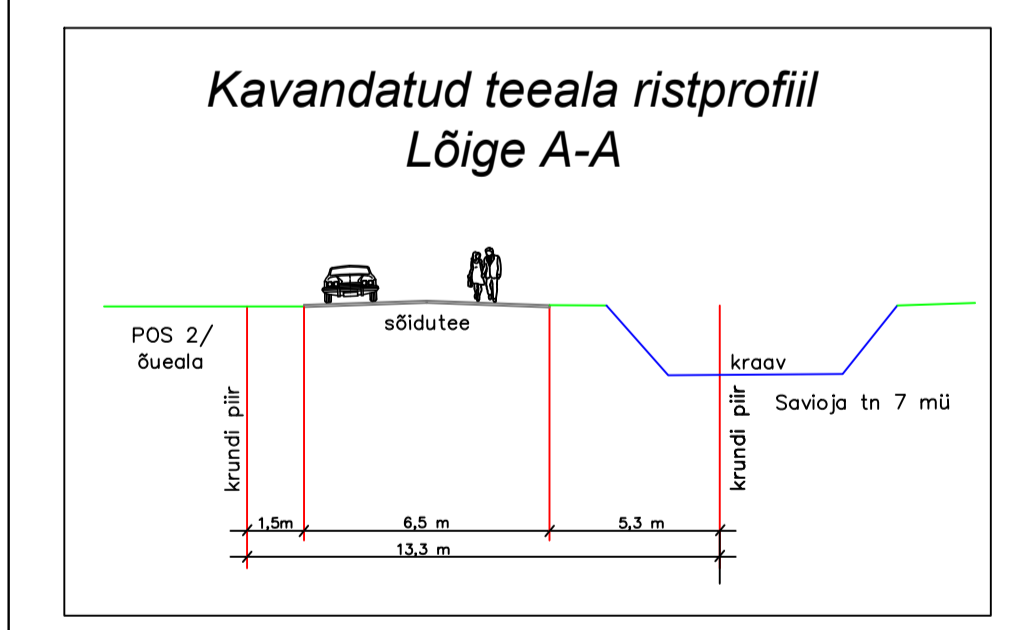 Kavandatud teeala ristprofiil
Lõige A-A
sõidutee
POS 2/
õueala
kraav
Savioja tn 7 mü
krundi piir
krundi piir
1,5m
6,5 m
5,3 m
13,3 m